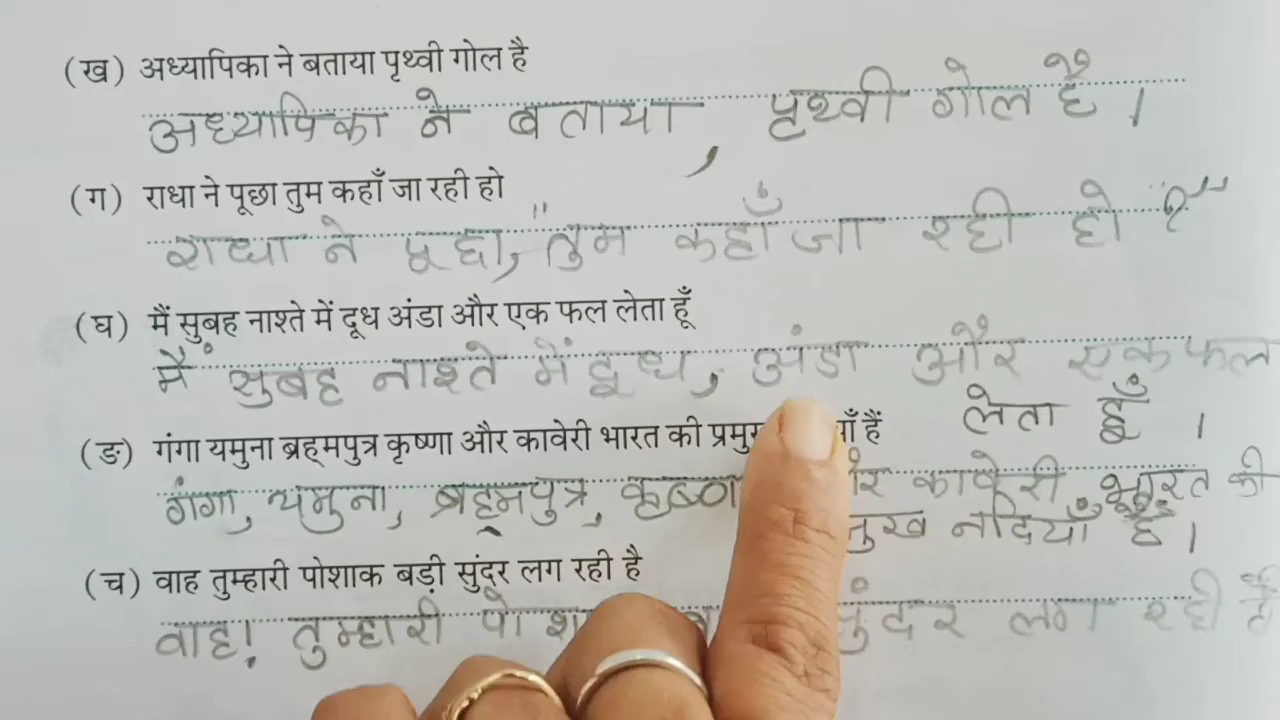 (ख) अध्यापिका ने बताया पृथ्वी गोल है
अध्यापिका ने बताया, पृथ्वी गोल है।
(ग) राधा ने पूछा तुम कहाँ जा रही हो
राधा ने पूछा, "तुम कहाँ जा रही हो ?"
(घ) मैं सुबह नाश्ते में दूध अंडा और एक फल लेता हूँ
मैं सुबह नाश्ते में दूध, अंडा और एक फल
लेता हूँ ।
(ङ) गंगा यमुना ब्रह्मपुत्र कृष्णा और कावेरी भारत की हैं
गंगा, यमुना, ब्रह्मपुत्र, कावेरी भारत की
नदियाँ हैं।
(च) वाह तुम्हारी पोशाक बड़ी सुंदर लग रही है
वाह! तुम्हारी सुंदर लग रही है